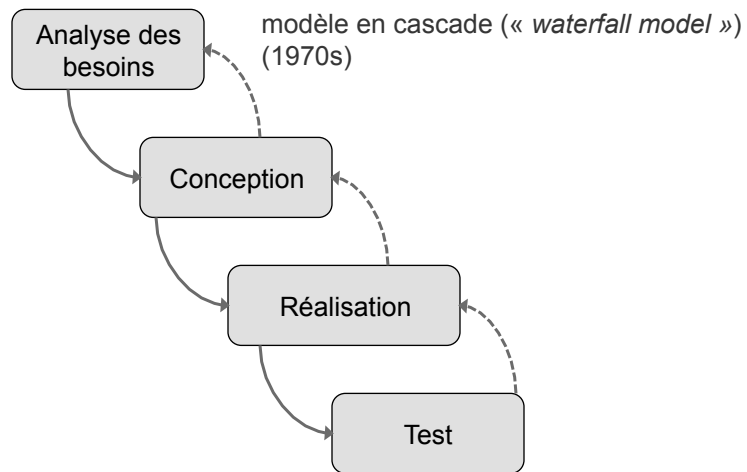 Analyse des
besoins
modèle en cascade (« waterfall model »)
(1970s)
Conception
Réalisation
Test